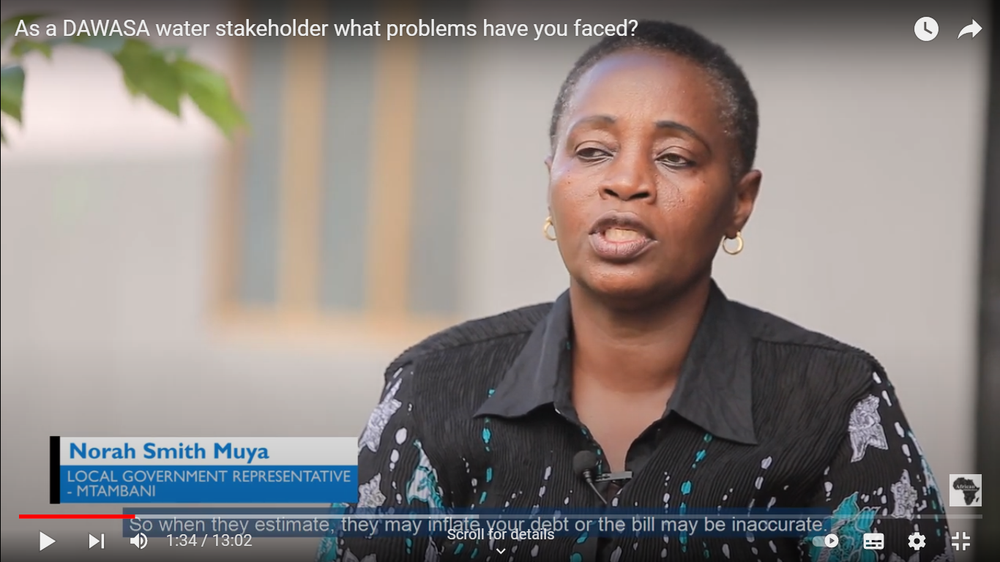 As a DAWASA water stakeholder what problems have you faced?
Norah Smith Muya
LOCAL GOVERNMENT REPRESENTATIVE
- MTAMBANI
African
So when they estimate, they may inflate your debt or the bill may be inaccurate.
Scroll for details
1:34 / 13:02